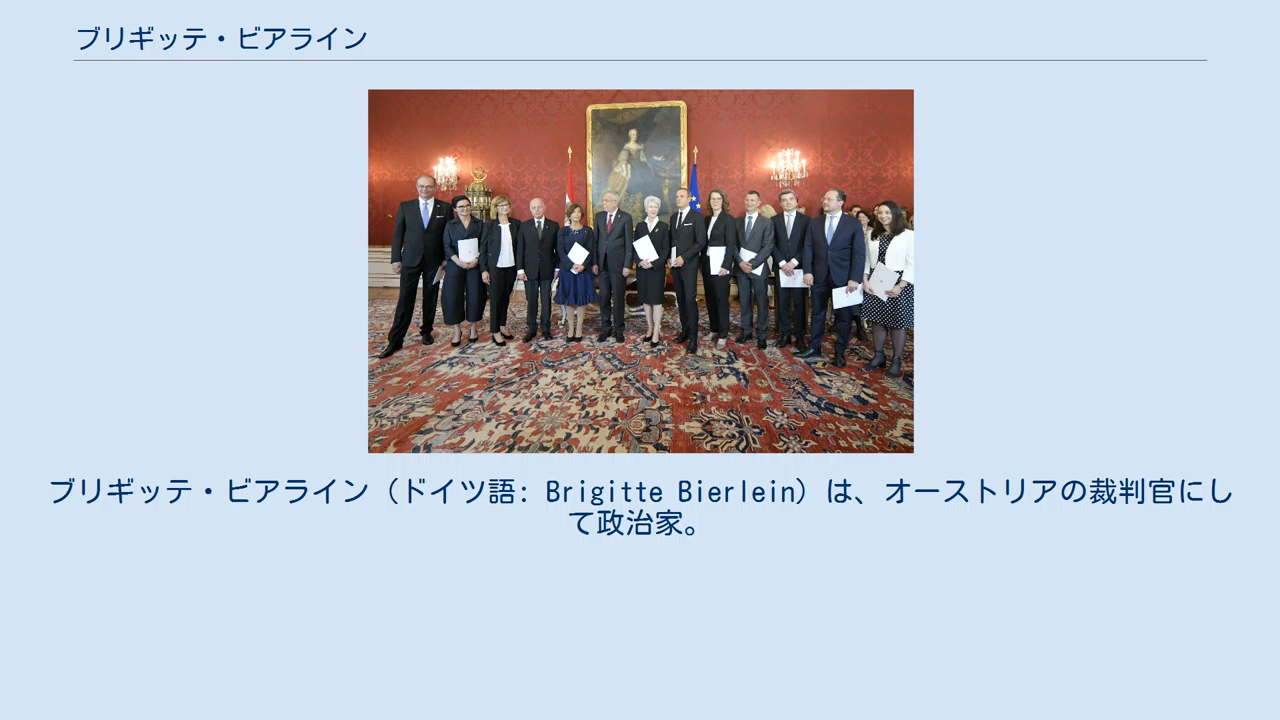 ブリギッテ・ビアライン
ブリギッテ・ビアライン（ドイツ語: Brigitte Bierlein）は、オーストリアの裁判官にし
て政治家。